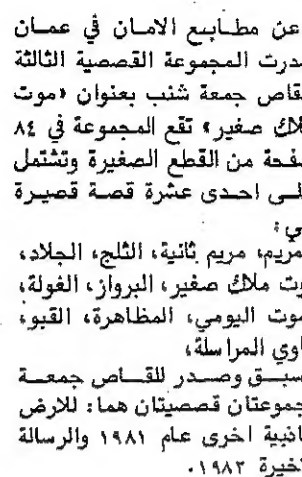 عن مطابع الامان في عمان
صدرت المجموعة القصصية الثالثة
للقاص جمعة شنب بعنوان «موت
ملاك صغير» تقع المجموعة في ٨٤
صفحة من القطع الصغيرة وتشتمل
على احدى عشرة قصة قصيرة
هي:
مريم، مريم ثانية، الثلج، الجلاد،
موت ملاك صغير، البرواز، الغولة،
الموت اليومي، المظاهرة، القبو،
المراسلة،
سبق وصدر للقاص جمعة
مجموعتان قصصيتان هما: للارض
جاذبية اخرى عام ١٩٨١ والرسالة
الاخيرة ١٩٨٢.